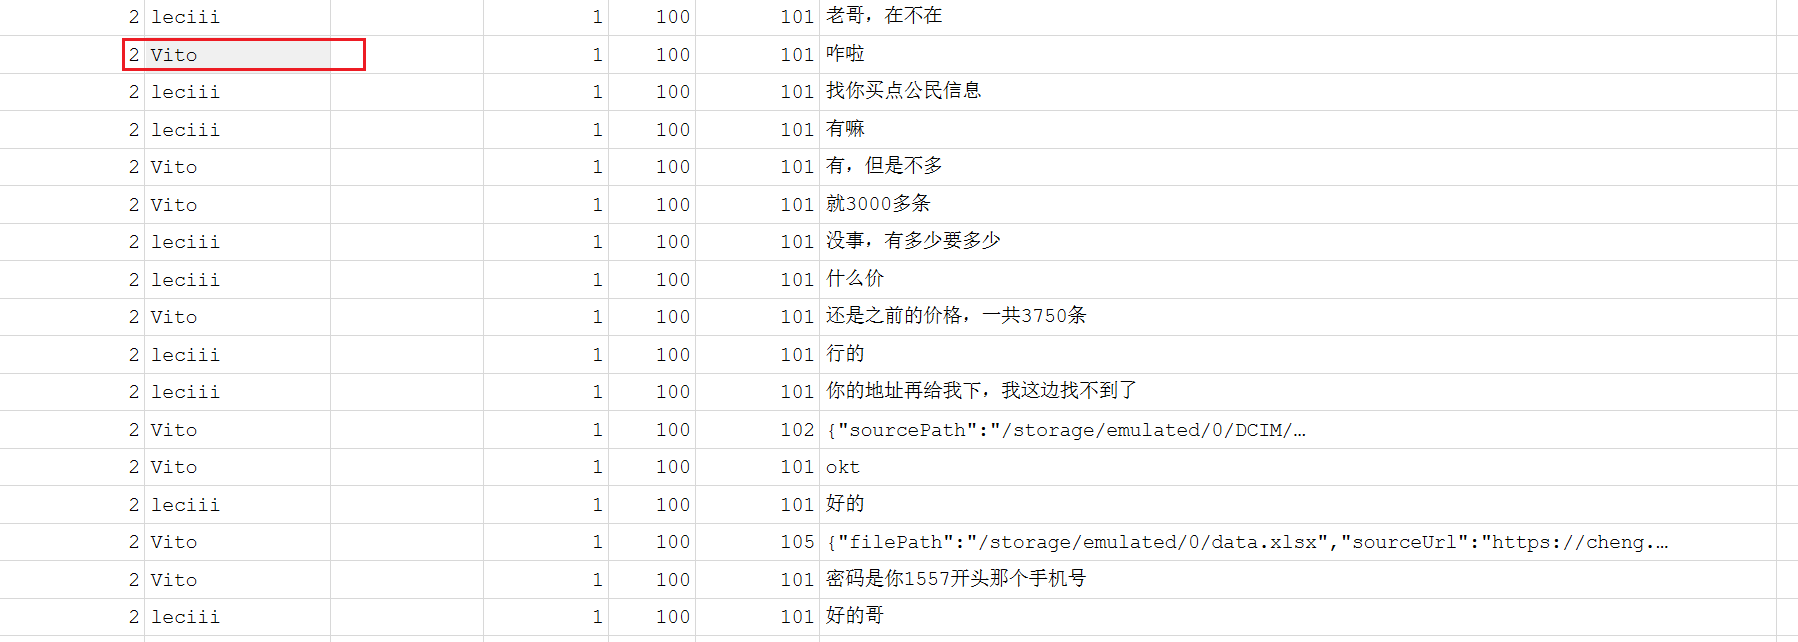 2 leciii 1 100 101 老哥，在不在
2 Vito 1 100 101 咋啦
2 leciii 1 100 101 找你买点公民信息
2 leciii 1 100 101 有嘛
2 Vito 1 100 101 有，但是不多
2 Vito 1 100 101 就3000多条
2 leciii 1 100 101 没事，有多少要多少
2 leciii 1 100 101 什么价
2 Vito 1 100 101 还是之前的价格，一共3750条
2 leciii 1 100 101 行的
2 leciii 1 100 101 你的地址再给我下，我这边找不到了
2 Vito 1 100 102 {"sourcePath":"/storage/emulated/0/DCIM/…
2 Vito 1 100 101 okt
2 leciii 1 100 101 好的
2 Vito 1 100 105 {"filePath":"/storage/emulated/0/data.xlsx","sourceUrl":"https://cheng.…
2 Vito 1 100 101 密码是你1557开头那个手机号
2 leciii 1 100 101 好的哥